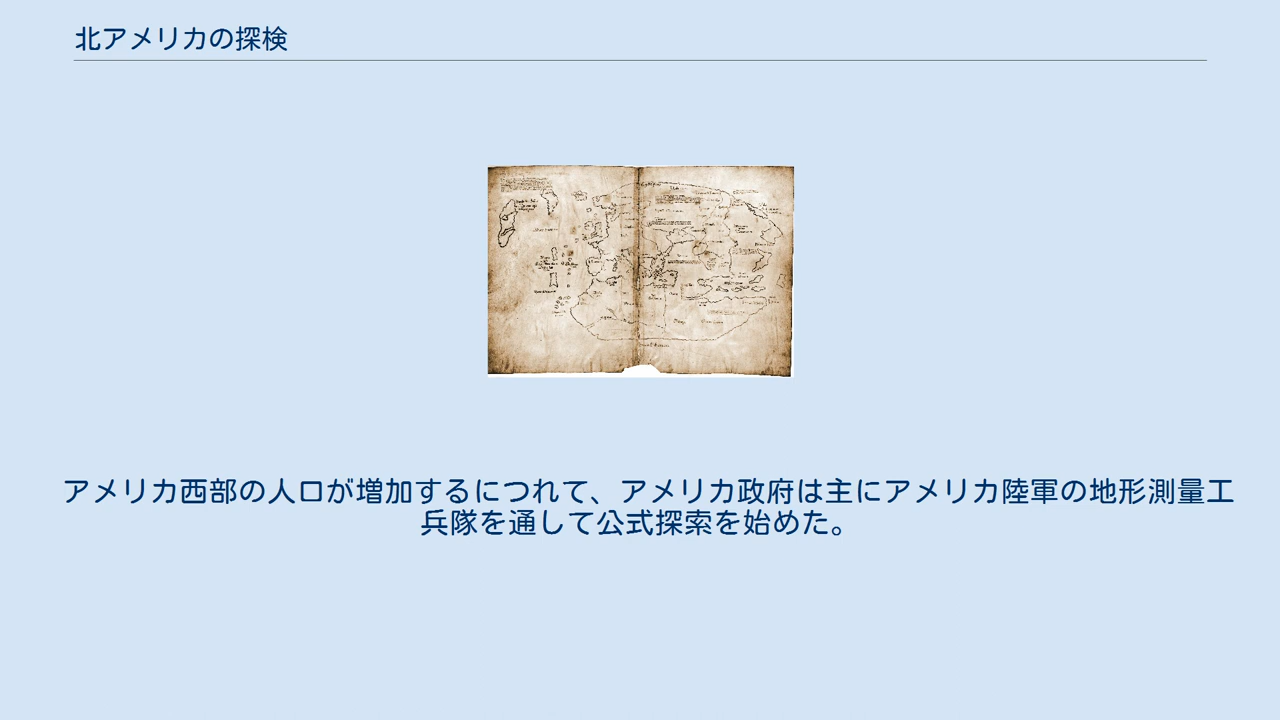 北アメリカの探検
アメリカ西部の人口が増加するにつれて、アメリカ政府は主にアメリカ陸軍の地形測量工
兵隊を通して公式探索を始めた。